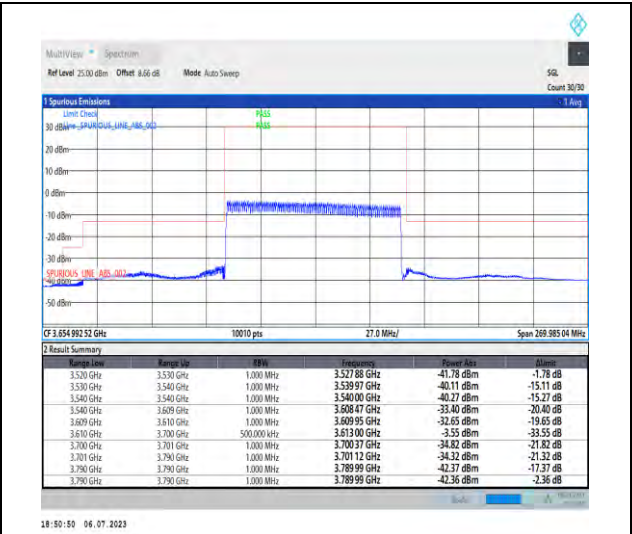 MultiView Spectrum
Ref Level 25.00 dBm Offset 8.66 dB Mode Auto Sweep SGL
Count 30/30
1 Spurious Emissions 1 Avg
Limit Check PASS
30 dBm Line _SPURIOUS_LINE_ABS_002 PASS
20 dBm
10 dBm
0 dBm
-10 dBm
-20 dBm
-30 dBm
SPURIOUS_LINE_ABS_002
-40 dBm
-50 dBm
CF 3.654 992 52 GHz 10010 pts 27.0 MHz/ Span 269.985 04 MHz
2 Result Summary
Range Low Range Up RBW Frequency Power Abs ΔLimit
3.520 GHz 3.530 GHz 1.000 MHz 3.527 88 GHz -41.78 dBm -1.78 dB
3.530 GHz 3.540 GHz 1.000 MHz 3.539 97 GHz -40.11 dBm -15.11 dB
3.540 GHz 3.540 GHz 1.000 MHz 3.540 00 GHz -40.27 dBm -15.27 dB
3.540 GHz 3.609 GHz 1.000 MHz 3.608 47 GHz -33.40 dBm -20.40 dB
3.609 GHz 3.610 GHz 1.000 MHz 3.609 95 GHz -32.65 dBm -19.65 dB
3.610 GHz 3.700 GHz 500.000 kHz 3.613 00 GHz -3.55 dBm -33.55 dB
3.700 GHz 3.701 GHz 1.000 MHz 3.700 37 GHz -34.82 dBm -21.82 dB
3.701 GHz 3.790 GHz 1.000 MHz 3.701 12 GHz -34.32 dBm -21.32 dB
3.790 GHz 3.790 GHz 1.000 MHz 3.789 99 GHz -42.37 dBm -17.37 dB
3.790 GHz 3.790 GHz 1.000 MHz 3.789 99 GHz -42.36 dBm -2.36 dB
18:50:50 06.07.2023